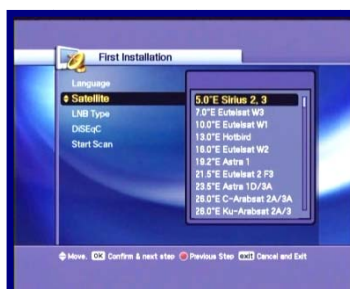 First Installation
Language
Satellite
LNB Type
DiSEqC
Start Scan
5.0°E Sirius 2, 3
7.0°E Eutelsat W3
10.0°E Eutelsat W1
13.0°E Hotbird
16.0°E Eutelsat W2
19.2°E Astra 1
21.5°E Eutelsat 2 F3
23.5°E Astra 1D/3A
26.0°E C-Arabsat 2A/3A
26.0°E Ku-Arabsat 2A/3
Move. OK Confirm & next step Previous Step exit Cancel and Exit